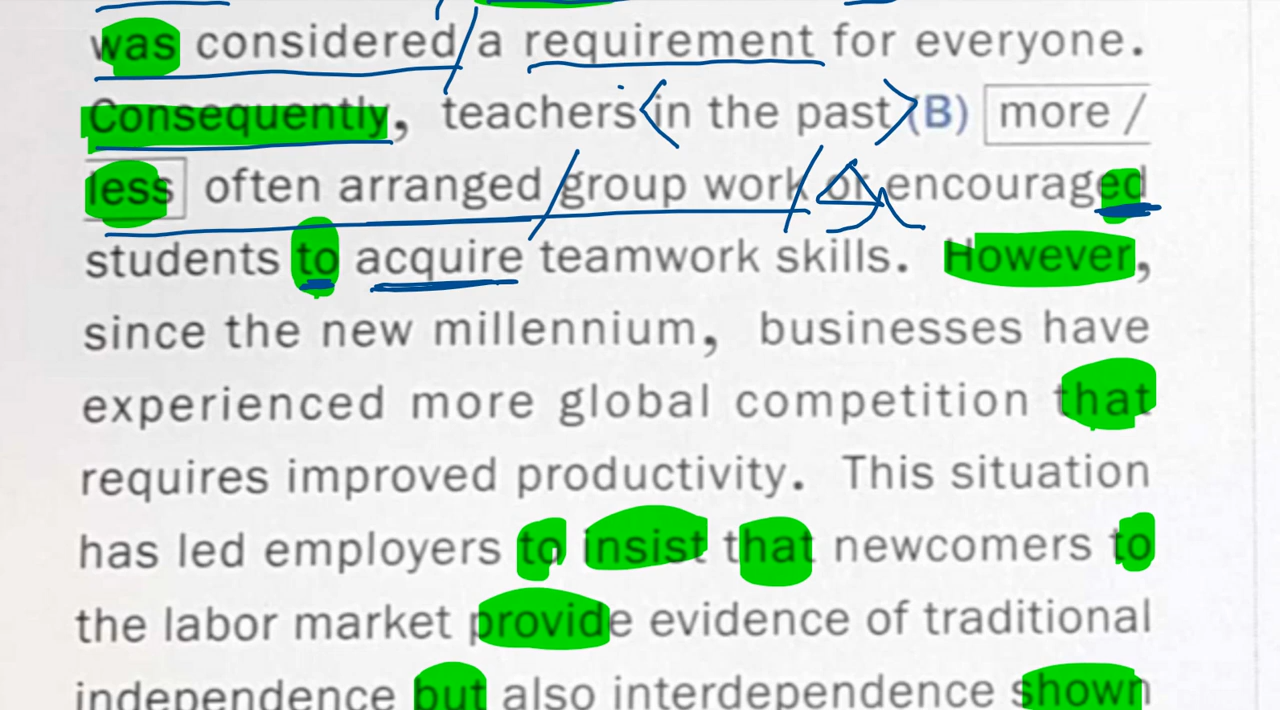 was considered a requirement for everyone.
Consequently, teachers in the past (B) more /
less often arranged group work or encouraged
students to acquire teamwork skills. However,
since the new millennium, businesses have
experienced more global competition that
requires improved productivity. This situation
has led employers to insist that newcomers to
the labor market provide evidence of traditional
independence but also interdependence shown